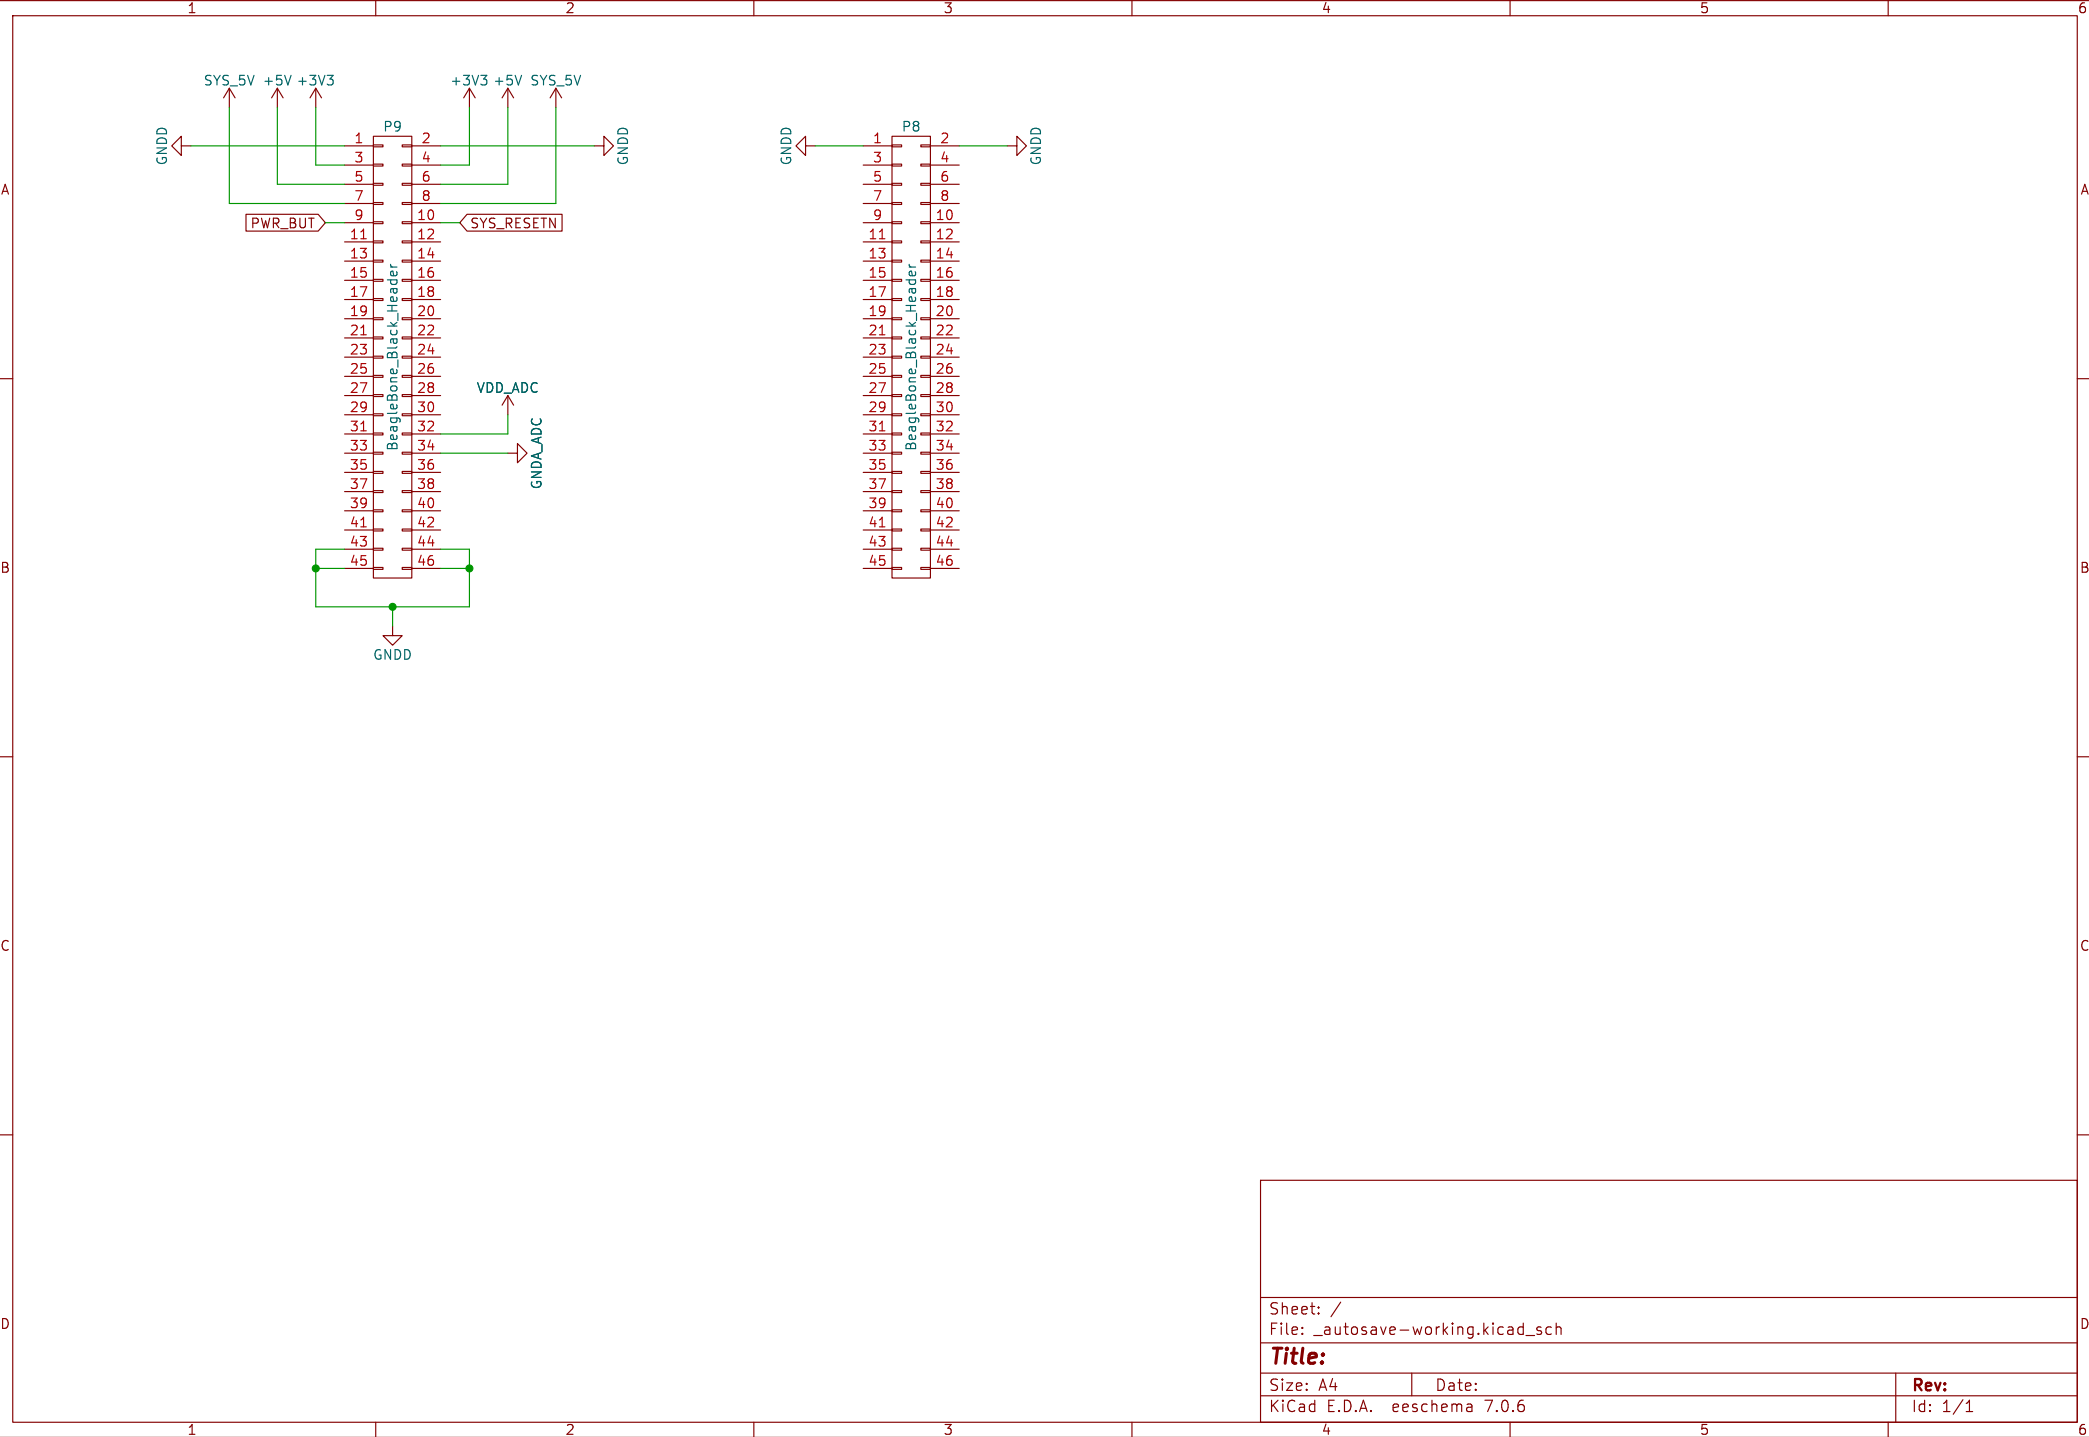 1 2 3 4 5 6
SYS_5V +5V +3V3 +3V3 +5V SYS_5V
P9 P8
GNDD 1 2 GNDD GNDD 1 2 GNDD
3 4 3 4
A 5 6 5 6 A
7 8 7 8
PWR_BUT 9 10 SYS_RESETN 9 10
11 12 11 12
13 14 13 14
15 16 15 16
17 18 17 18
19 20 19 20
21 22 21 22
23 24 23 24
25 26 25 26
BeagleBone_Black_Header BeagleBone_Black_Header
27 28 VDD_ADC 27 28
29 30 29 30
31 32 31 32
33 34 GNDA_ADC 33 34
35 36 35 36
37 38 37 38
39 40 39 40
41 42 41 42
43 44 43 44
B 45 46 45 46 B
GNDD
C C
Sheet: /
D File: _autosave-working.kicad_sch D
Title:
Size: A4 Date: Rev:
KiCad E.D.A. eeschema 7.0.6 Id: 1/1
1 2 3 4 5 6